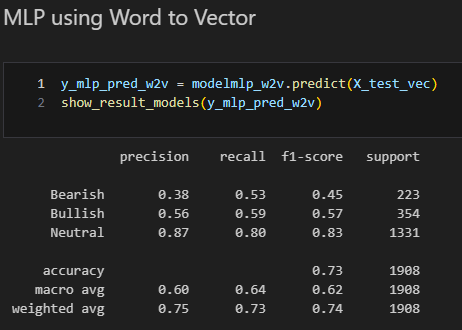 MLP using Word to Vector
1 y_mlp_pred_w2v = modelmlp_w2v.predict(X_test_vec)
2 show_result_models(y_mlp_pred_w2v)
precision recall f1-score support
Bearish 0.38 0.53 0.45 223
Bullish 0.56 0.59 0.57 354
Neutral 0.87 0.80 0.83 1331
accuracy 0.73 1908
macro avg 0.60 0.64 0.62 1908
weighted avg 0.75 0.73 0.74 1908